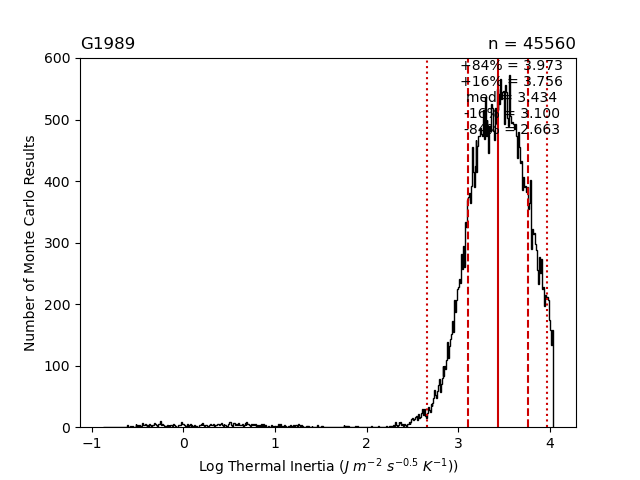 G1989
n = 45560
+84% = 3.973
+16% = 3.756
med = 3.434
-16% = 3.100
-84% = 2.663
600
500
400
300
200
100
0
Number of Monte Carlo Results
−1 0 1 2 3 4
Log Thermal Inertia (J m⁻² s⁻⁰·⁵ K⁻¹))